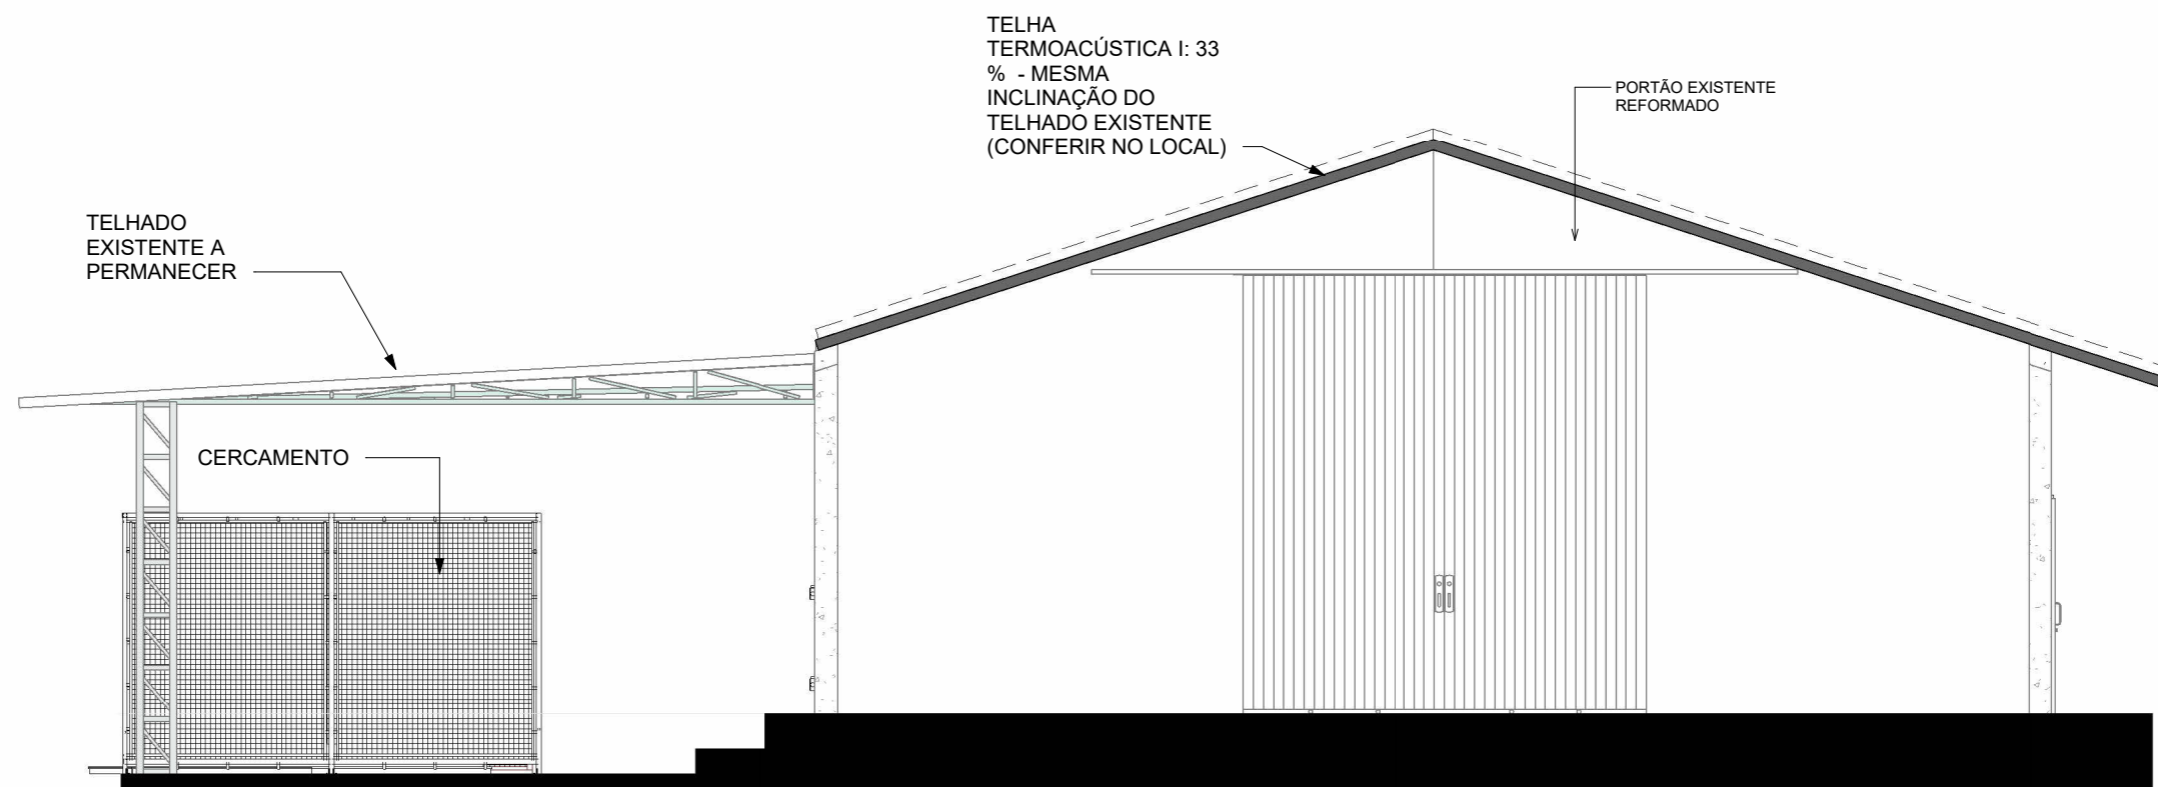 TELHA
TERMOACÚSTICA I: 33
% - MESMA
INCLINAÇÃO DO
TELHADO EXISTENTE
(CONFERIR NO LOCAL)
PORTÃO EXISTENTE
REFORMADO
TELHADO
EXISTENTE A
PERMANECER
CERCAMENTO